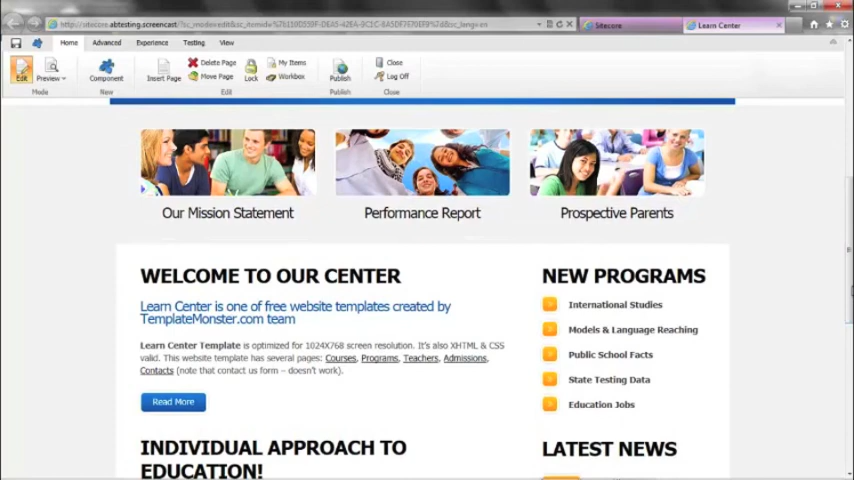 Sitecore
Learn Center
Home Advanced Experience Testing View
Edit
Preview
Mode
Component
New
Insert Page
Delete Page
Move Page
Lock
My Items
Workbox
Edit
Publish
Publish
Close
Log Off
Close
Our Mission Statement
Performance Report
Prospective Parents
WELCOME TO OUR CENTER
Learn Center is one of free website templates created by
TemplateMonster.com team
Learn Center Template is optimized for 1024X768 screen resolution. It's also XHTML & CSS
valid. This website template has several pages: Courses, Programs, Teachers, Admissions,
Contacts (note that contact us form – doesn't work).
Read More
INDIVIDUAL APPROACH TO
EDUCATION!
NEW PROGRAMS
International Studies
Models & Language Reaching
Public School Facts
State Testing Data
Education Jobs
LATEST NEWS